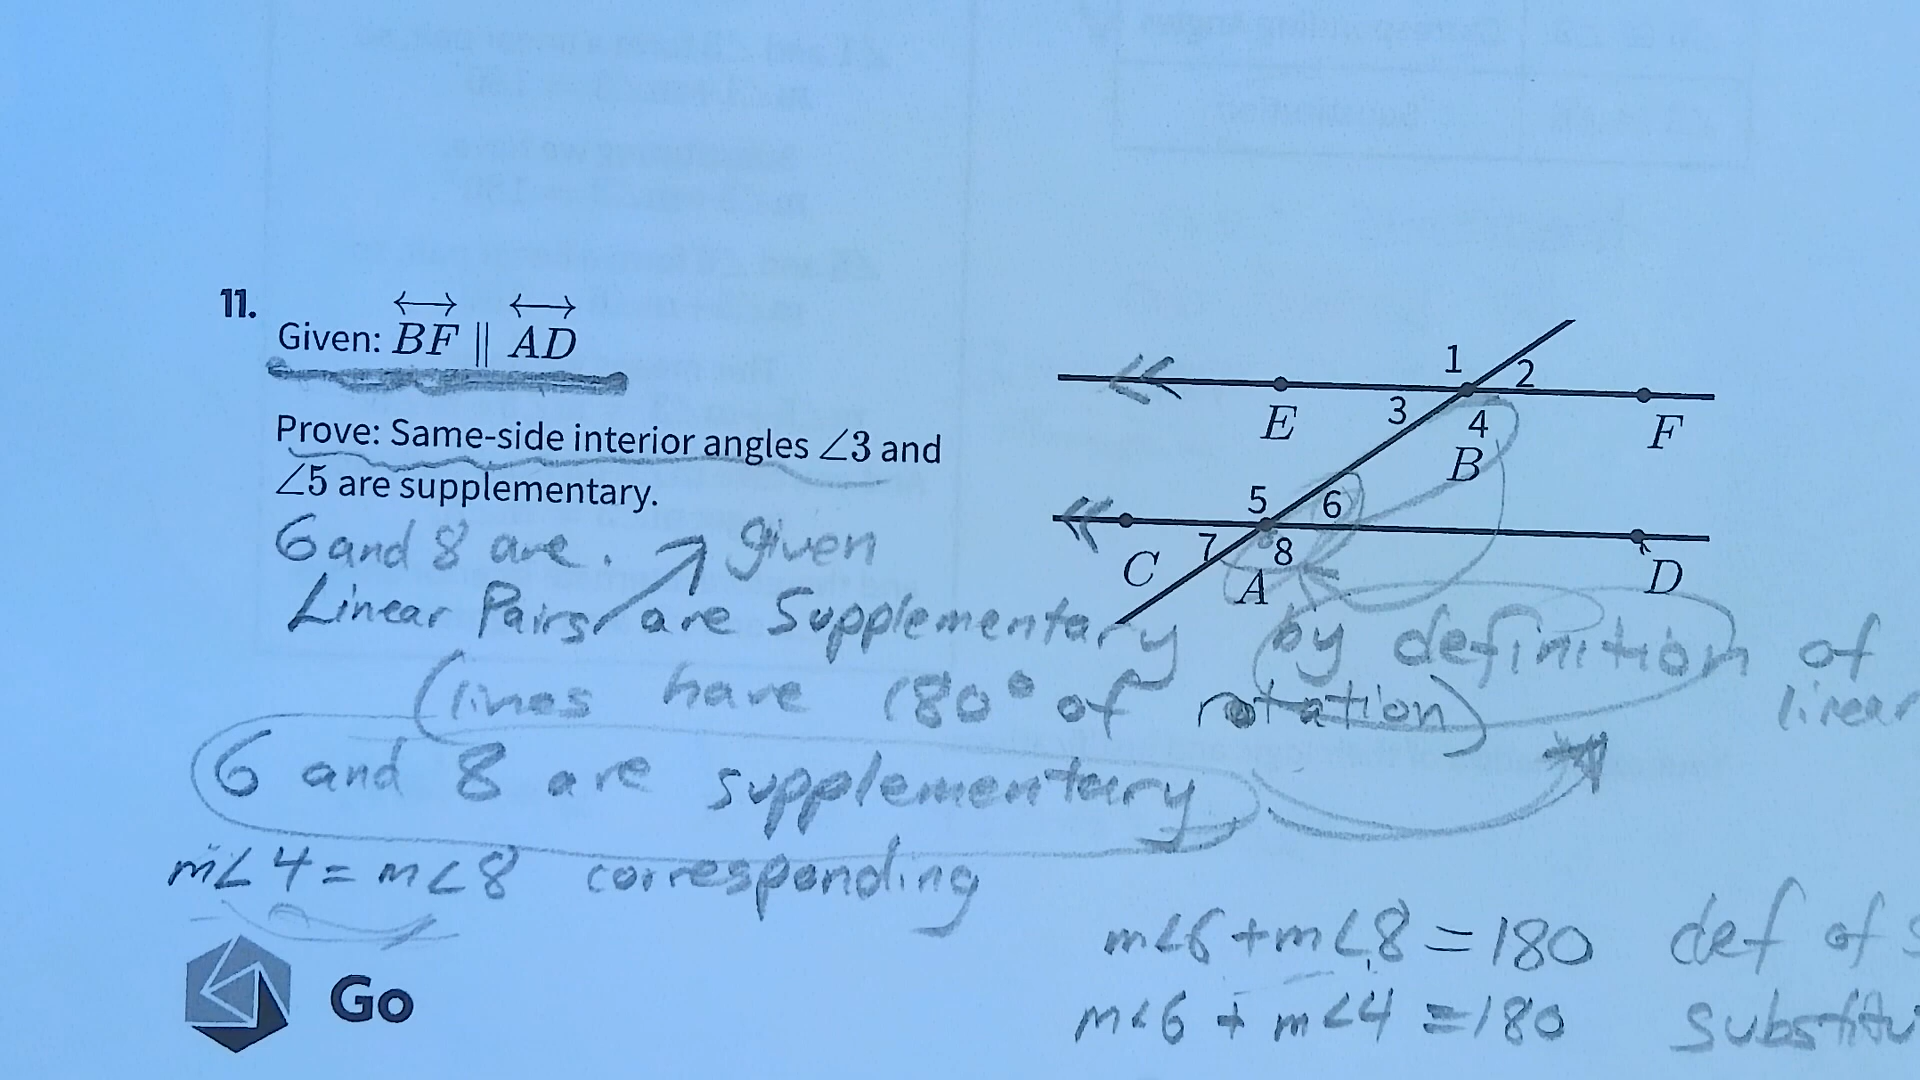 11.
Given: BF || AD
Prove: Same-side interior angles ∠3 and
∠5 are supplementary.
1
2
E
3
4
F
B
5
6
C
7
8
A
D
6 and 8 are. given
Linear Pairs are Supplementary by definition of
(lines have 180° of rotation) linear
6 and 8 are supplementary
m∠4 = m∠8 corresponding
m∠6 + m∠8 = 180 def of
m∠6 + m∠4 = 180
Go